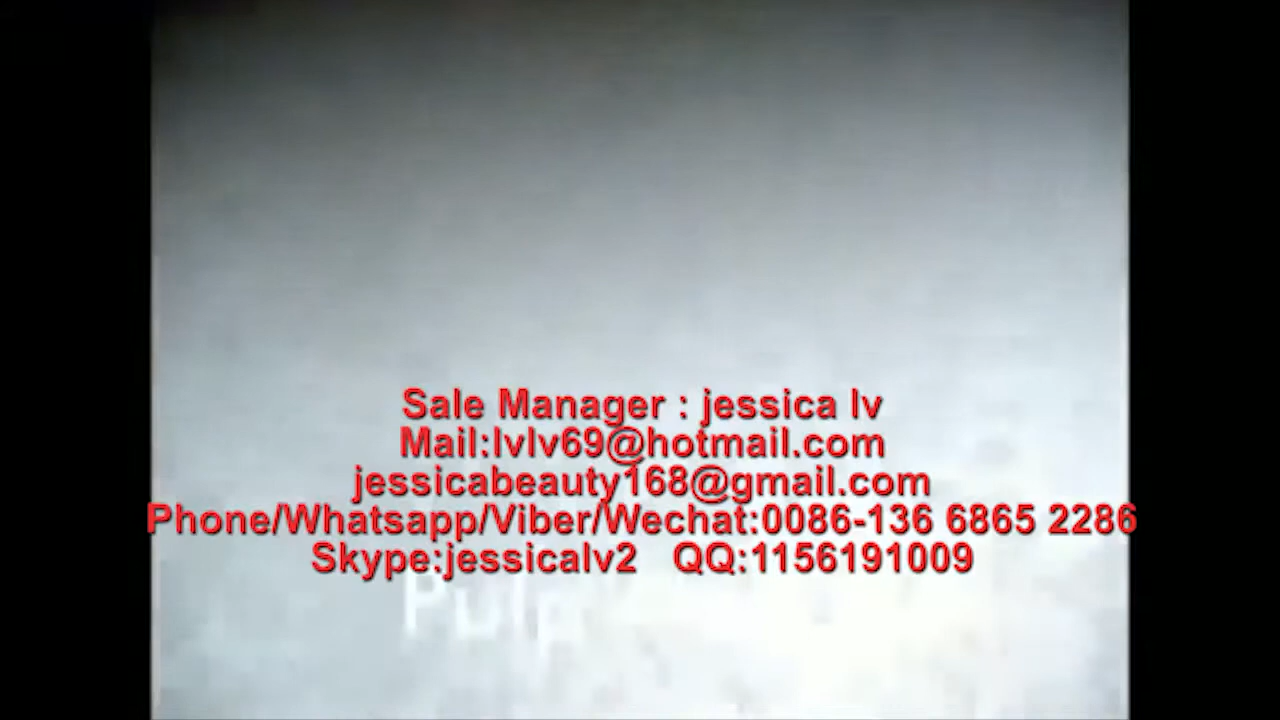 Sale Manager : jessica lv
Mail:lvlv69@hotmail.com
jessicabeauty168@gmail.com
Phone/Whatsapp/Viber/Wechat:0086-136 6865 2286
Skype:jessicalv2 QQ:1156191009
Pulp